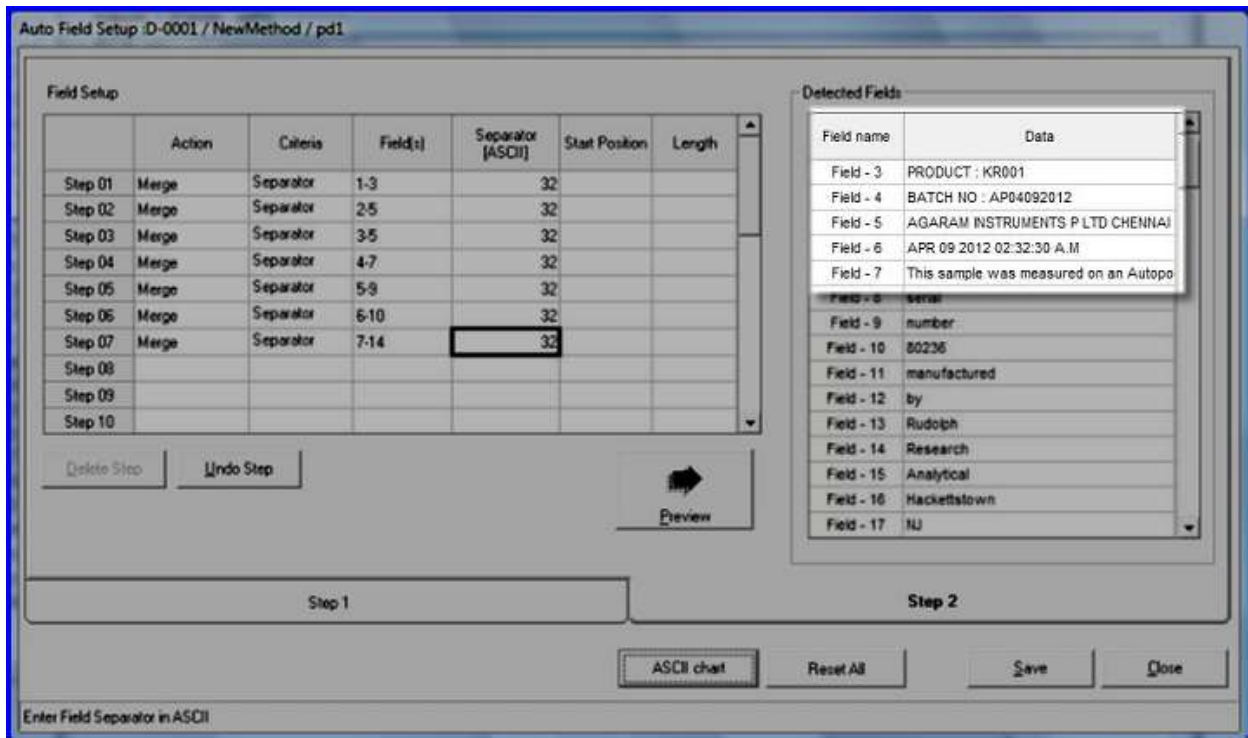 Auto Field Setup :D-0001 / NewMethod / pd1
Field Setup
Action Criteria Field(s) Separator [ASCII] Start Position Length
Step 01 Merge Separator 1-3 32
Step 02 Merge Separator 2-5 32
Step 03 Merge Separator 3-5 32
Step 04 Merge Separator 4-7 32
Step 05 Merge Separator 5-9 32
Step 06 Merge Separator 6-10 32
Step 07 Merge Separator 7-14 32
Step 08
Step 09
Step 10
Delete Step Undo Step
Preview
Detected Fields
Field name Data
Field - 3 PRODUCT : KR001
Field - 4 BATCH NO : AP04092012
Field - 5 AGARAM INSTRUMENTS P LTD CHENNAI
Field - 6 APR 09 2012 02:32:30 A.M
Field - 7 This sample was measured on an Autopo
Field - 8 serial
Field - 9 number
Field - 10 80236
Field - 11 manufactured
Field - 12 by
Field - 13 Rudolph
Field - 14 Research
Field - 15 Analytical
Field - 16 Hackettstown
Field - 17 NJ
Step 1 Step 2
ASCII chart Reset All Save Close
Enter Field Separator in ASCII